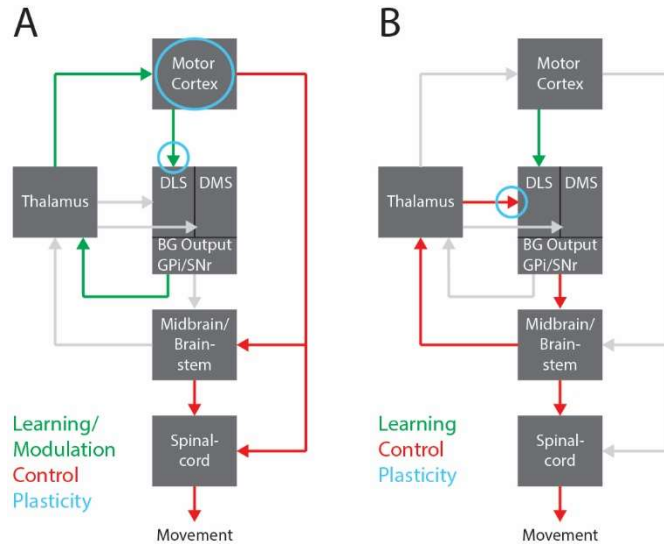 A
Motor
Cortex
Thalamus
DLS
DMS
BG Output
GPi/SNr
Midbrain/
Brain-
stem
Spinal-
cord
Movement
Learning/
Modulation
Control
Plasticity
B
Motor
Cortex
Thalamus
DLS
DMS
BG Output
GPi/SNr
Midbrain/
Brain-
stem
Spinal-
cord
Movement
Learning
Control
Plasticity